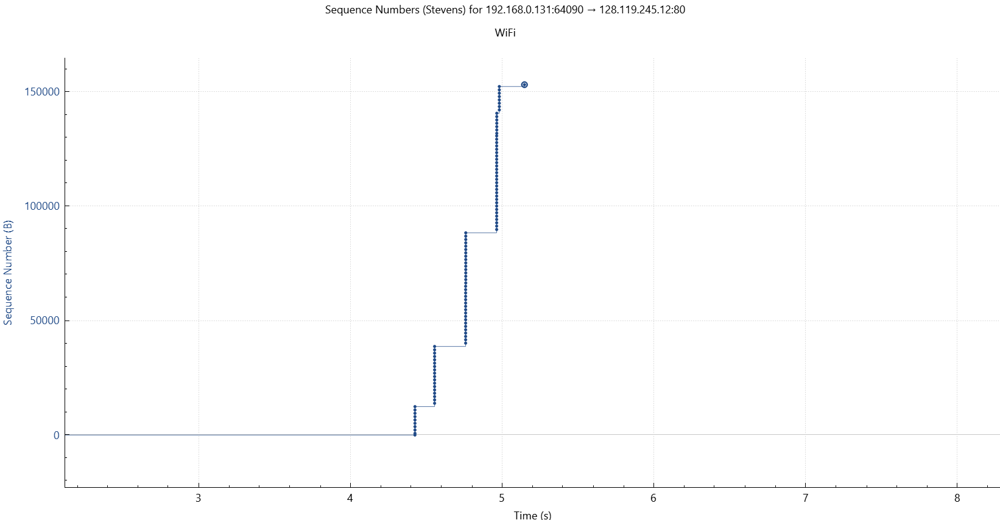 Sequence Numbers (Stevens) for 192.168.0.131:64090 → 128.119.245.12:80
WiFi
Sequence Number (B)
150000
100000
50000
0
3 4 5 6 7 8
Time (s)